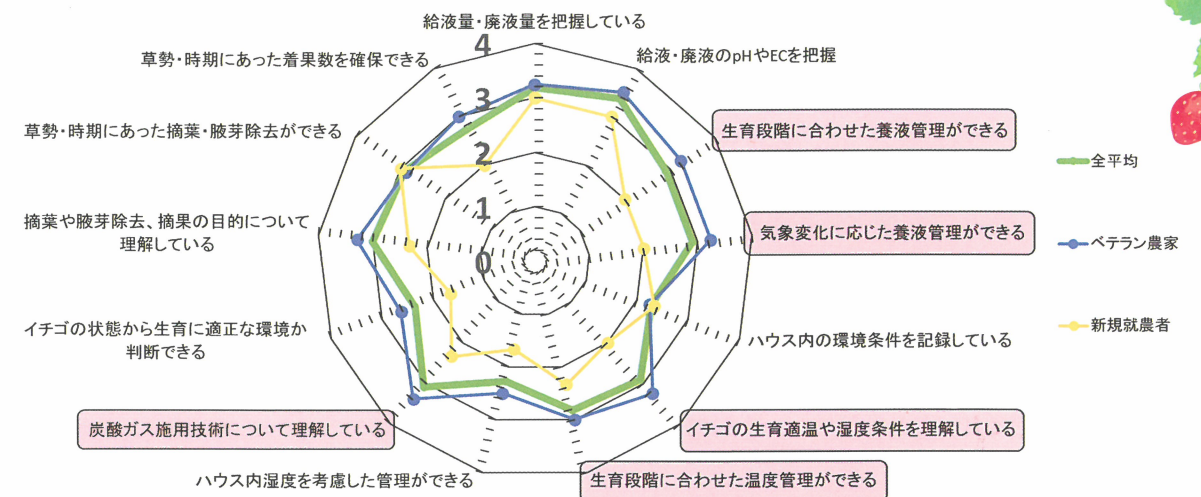 給液量・廃液量を把握している
給液・廃液のpHやECを把握
生育段階に合わせた養液管理ができる
気象変化に応じた養液管理ができる
ハウス内の環境条件を記録している
イチゴの生育適温や湿度条件を理解している
生育段階に合わせた温度管理ができる
ハウス内湿度を考慮した管理ができる
炭酸ガス施用技術について理解している
イチゴの状態から生育に適正な環境か
判断できる
摘葉や腋芽除去、摘果の目的について
理解している
草勢・時期にあった摘葉・腋芽除去ができる
草勢・時期にあった着果数を確保できる
4
3
2
1
0
全平均
ベテラン農家
新規就農者